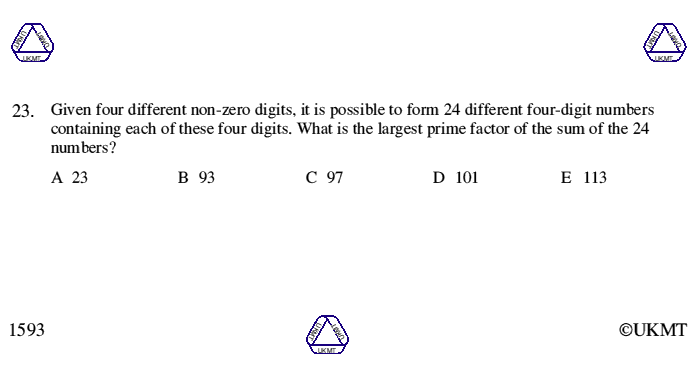 UKMT UKMT UKMT
UKMT UKMT UKMT
23. Given four different non-zero digits, it is possible to form 24 different four-digit numbers
containing each of these four digits. What is the largest prime factor of the sum of the 24
numbers?
A 23 B 93 C 97 D 101 E 113
1593
UKMT UKMT UKMT
©UKMT